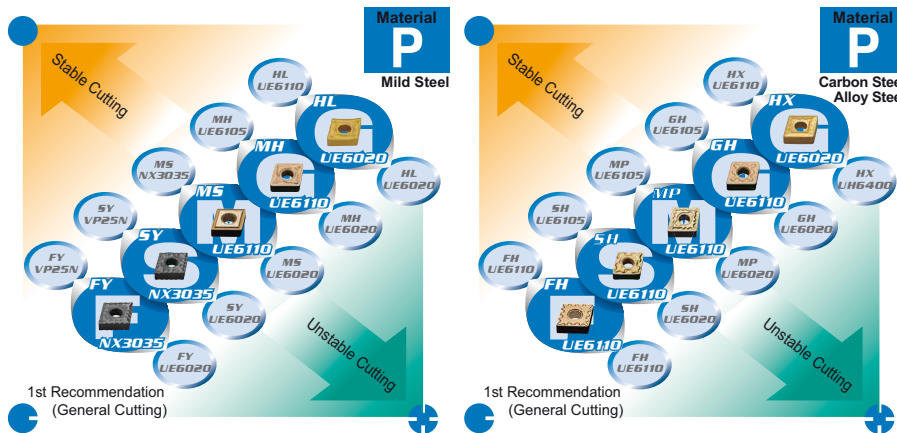 Material
P
Mild Steel
Stable Cutting
HL
UE6110
HL
UE6020
HL
UE6020
MH
UE6105
MH
UE6110
MH
UE6020
MS
NX3035
MS
UE6110
MS
UE6020
SY
VP25N
SY
NX3035
SY
UE6020
FY
VP25N
FY
NX3035
FY
UE6020
Unstable Cutting
1st Recommendation
(General Cutting)
Material
P
Carbon Stee
Alloy Stee
Stable Cutting
HX
UE6110
HX
UE6020
HX
UH6400
GH
UE6105
GH
UE6110
GH
UE6020
MP
UE6105
MP
UE6110
MP
UE6020
SH
UE6105
SH
UE6110
SH
UE6020
FH
UE6110
FH
UE6110
FH
UE6110
Unstable Cutting
1st Recommendation
(General Cutting)